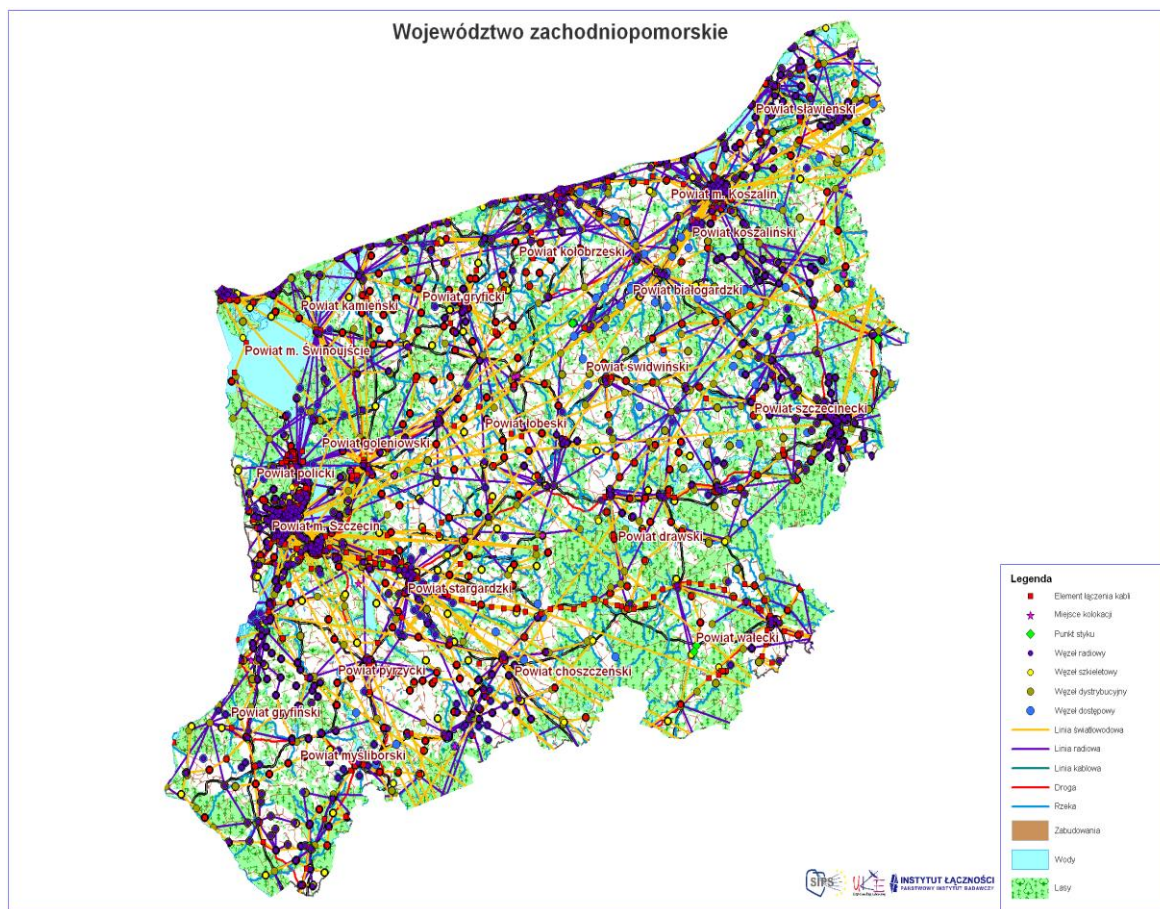 Województwo zachodniopomorskie
Powiat sławieński
Powiat m. Koszalin
Powiat koszaliński
Powiat kołobrzeski
Powiat białogardzki
Powiat gryficki
Powiat kamieński
Powiat m. Świnoujście
Powiat świdwiński
Powiat szczecinecki
Powiat łobeski
Powiat goleniowski
Powiat policki
Powiat m. Szczecin
Powiat drawski
Powiat stargardzki
Powiat wałecki
Powiat pyrzycki
Powiat choszczeński
Powiat gryfiński
Powiat myśliborski
Legenda
Element łączenia kabli
Miejsce kolokacji
Punkt styku
Węzeł radiowy
Węzeł szkieletowy
Węzeł dystrybucyjny
Węzeł dostępowy
Linia światłowodowa
Linia radiowa
Linia kablowa
Droga
Rzeka
Zabudowania
Wody
Lasy
SIPS
UKE
INSTYTUT ŁĄCZNOŚCI
PAŃSTWOWY INSTYTUT BADAWCZY